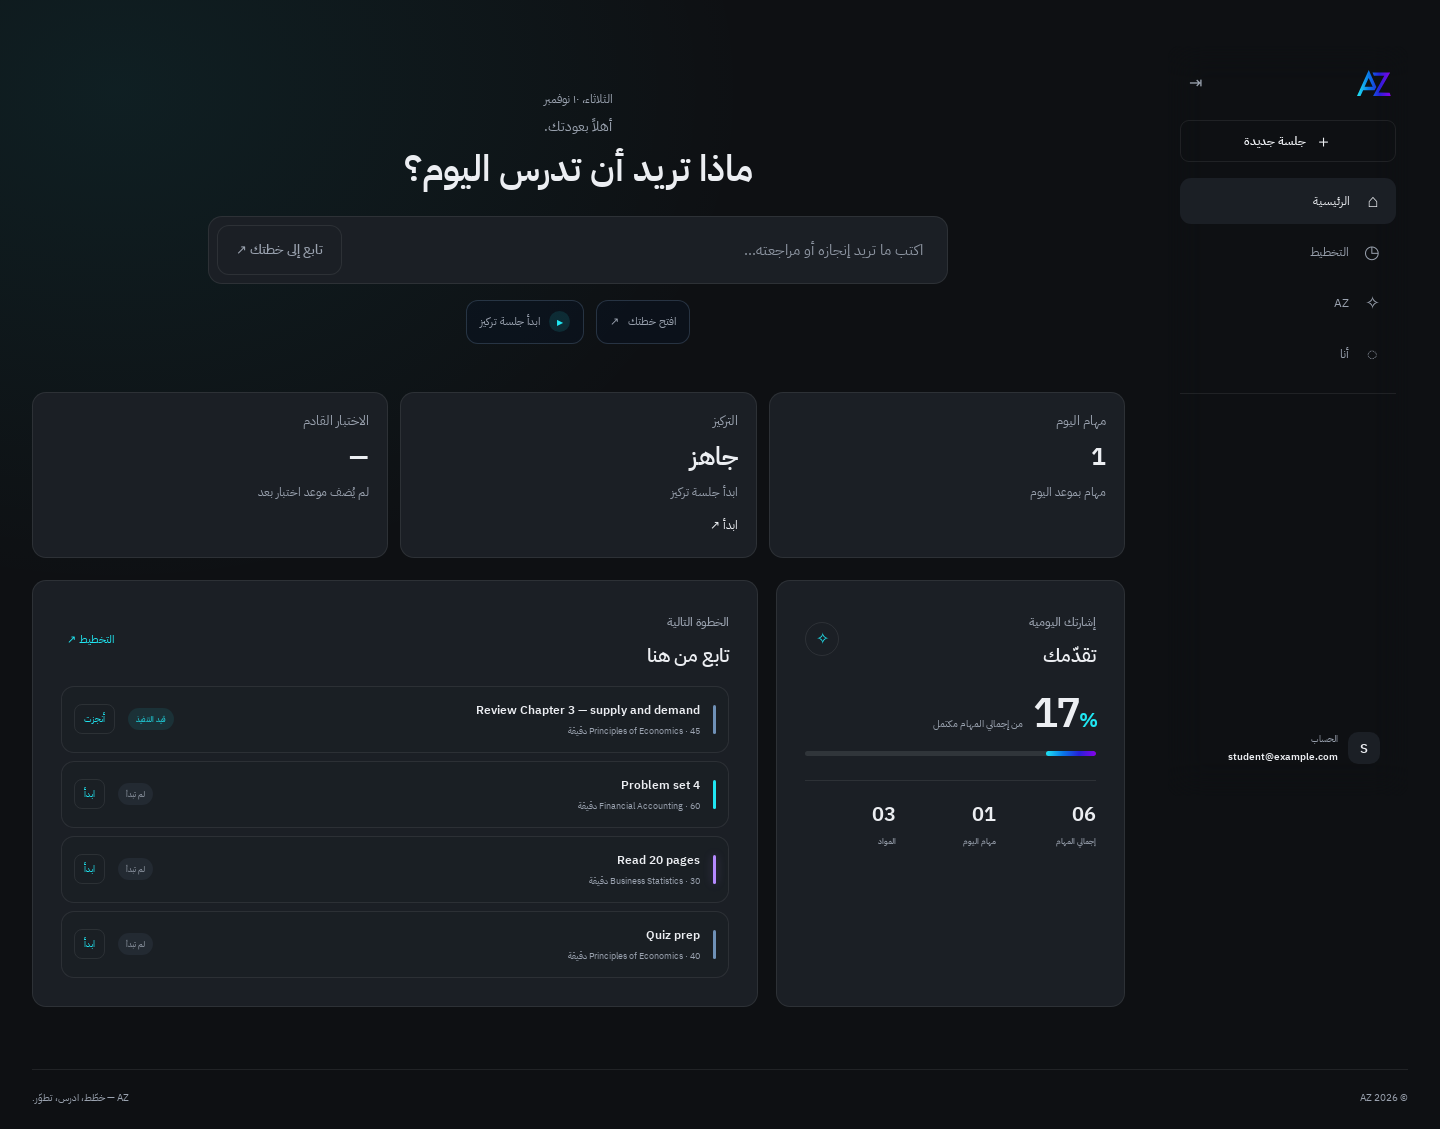 AZ
جلسة جديدة
الرئيسية
التخطيط
AZ
أنا
الحساب
student@example.com
S
الثلاثاء، ١٠ نوفمبر
أهلاً بعودتك.
ماذا تريد أن تدرس اليوم؟
اكتب ما تريد إنجازه أو مراجعته...
تابع إلى خطتك ↗
افتح خطتك ↗
ابدأ جلسة تركيز
مهام اليوم
1
مهام بموعد اليوم
التركيز
جاهز
ابدأ جلسة تركيز
ابدأ ↗
الاختبار القادم
—
لم يُضف موعد اختبار بعد
إشارتك اليومية
تقدّمك
17%
من إجمالي المهام مكتمل
06
إجمالي المهام
01
مهام اليوم
03
المواد
الخطوة التالية
تابع من هنا
التخطيط ↗
Review Chapter 3 — supply and demand
Principles of Economics · 45 دقيقة
قيد التنفيذ
أنجزت
Problem set 4
Financial Accounting · 60 دقيقة
لم تبدأ
ابدأ
Read 20 pages
Business Statistics · 30 دقيقة
لم تبدأ
ابدأ
Quiz prep
Principles of Economics · 40 دقيقة
لم تبدأ
ابدأ
© 2026 AZ
AZ — خطّط، ادرس، تطوّر.